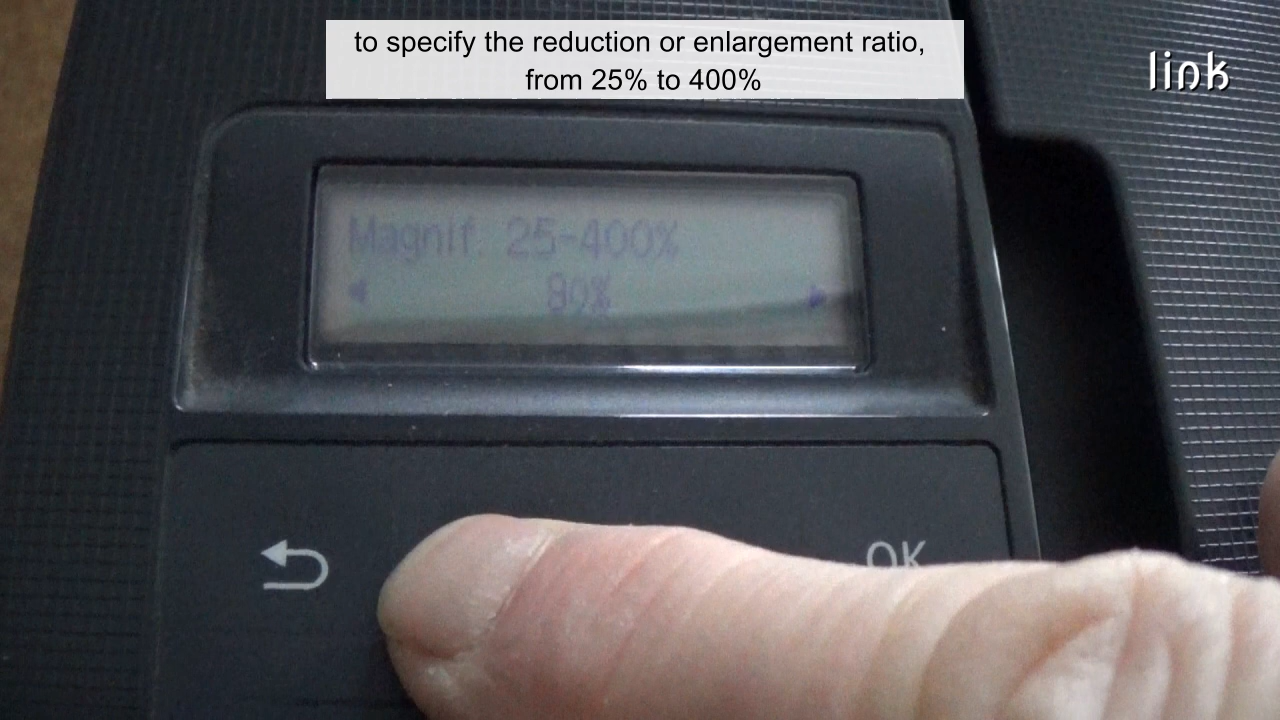 to specify the reduction or enlargement ratio,
from 25% to 400%
link
Magnif. 25-400%
80%
OK